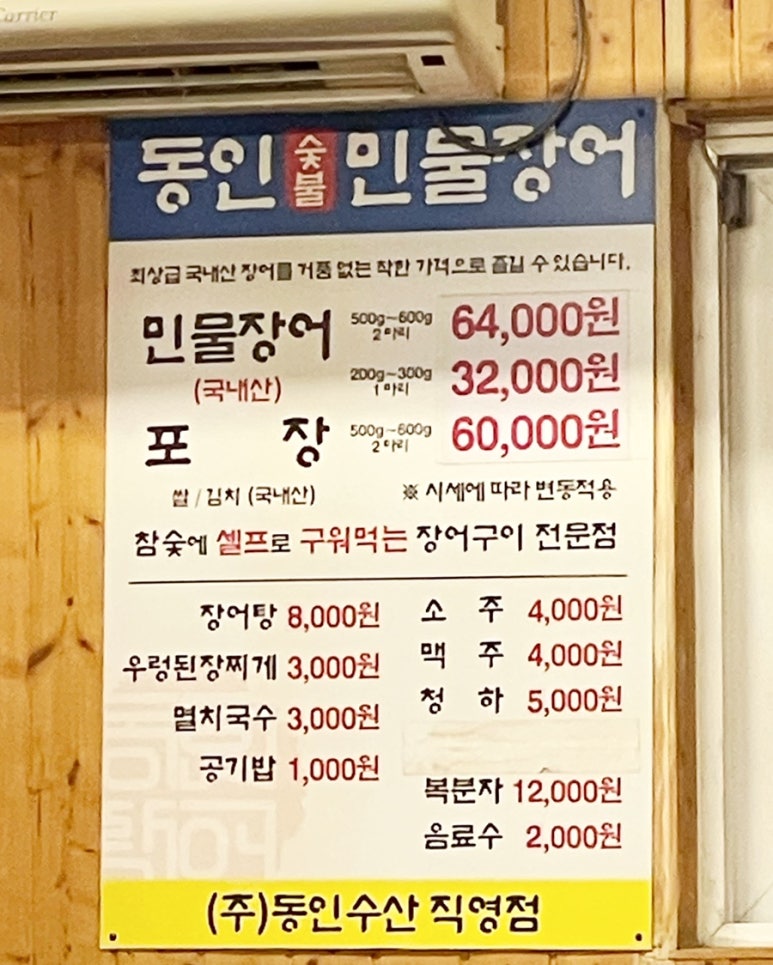 Carrier
동인 숯불 민물장어
최상급 국내산 장어를 거품 없는 착한 가격으로 즐길 수 있습니다.
민물장어 500g~600g 2마리 64,000원
(국내산) 200g~300g 1마리 32,000원
포 장 500g~600g 2마리 60,000원
쌀 / 김치 (국내산) ※ 시세에 따라 변동적용
참숯에 셀프로 구워먹는 장어구이 전문점
장어탕 8,000원
우렁된장찌게 3,000원
멸치국수 3,000원
공기밥 1,000원
소 주 4,000원
맥 주 4,000원
청 하 5,000원
복분자 12,000원
음료수 2,000원
(주)동인수산 직영점